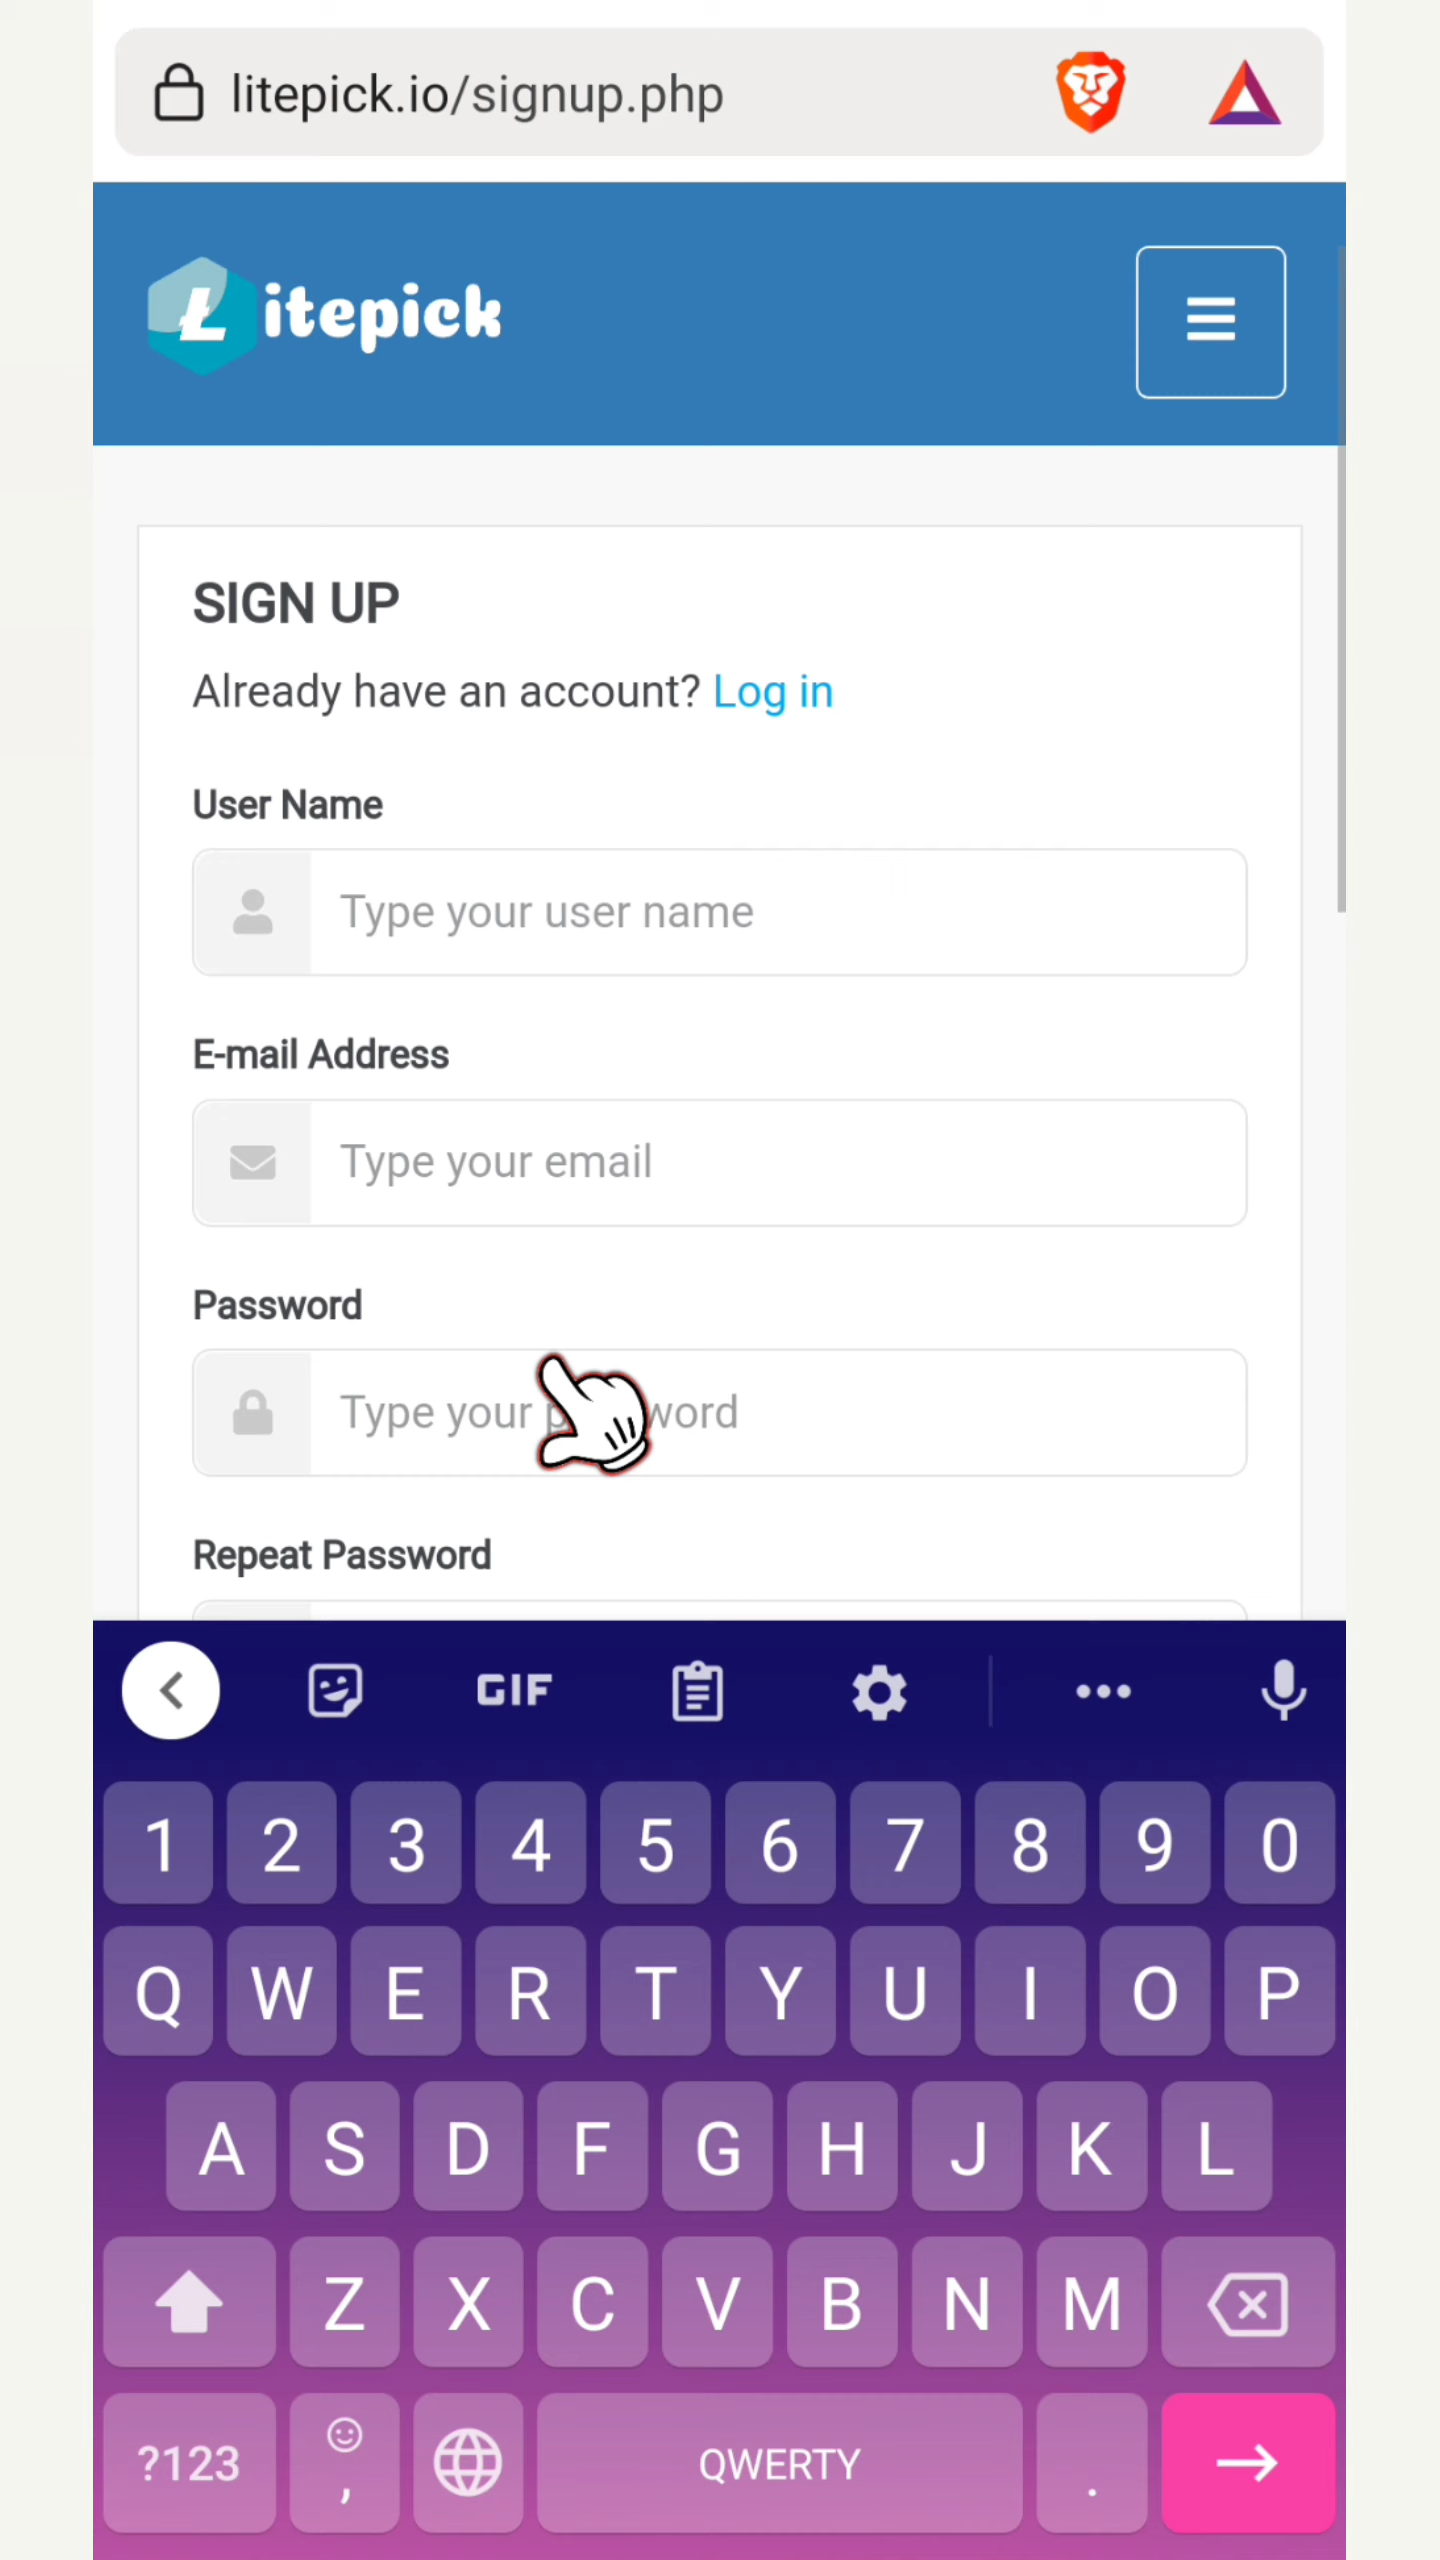 litepick.io/signup.php
Litepick
SIGN UP
Already have an account? Log in
User Name
Type your user name
E-mail Address
Type your email
Password
Type your
Repeat Password
GIF
1 2 3 4 5 6 7 8 9 0
Q W E R T Y U I O P
A S D F G H J K L
Z X C V B N M
?123 , QWERTY .